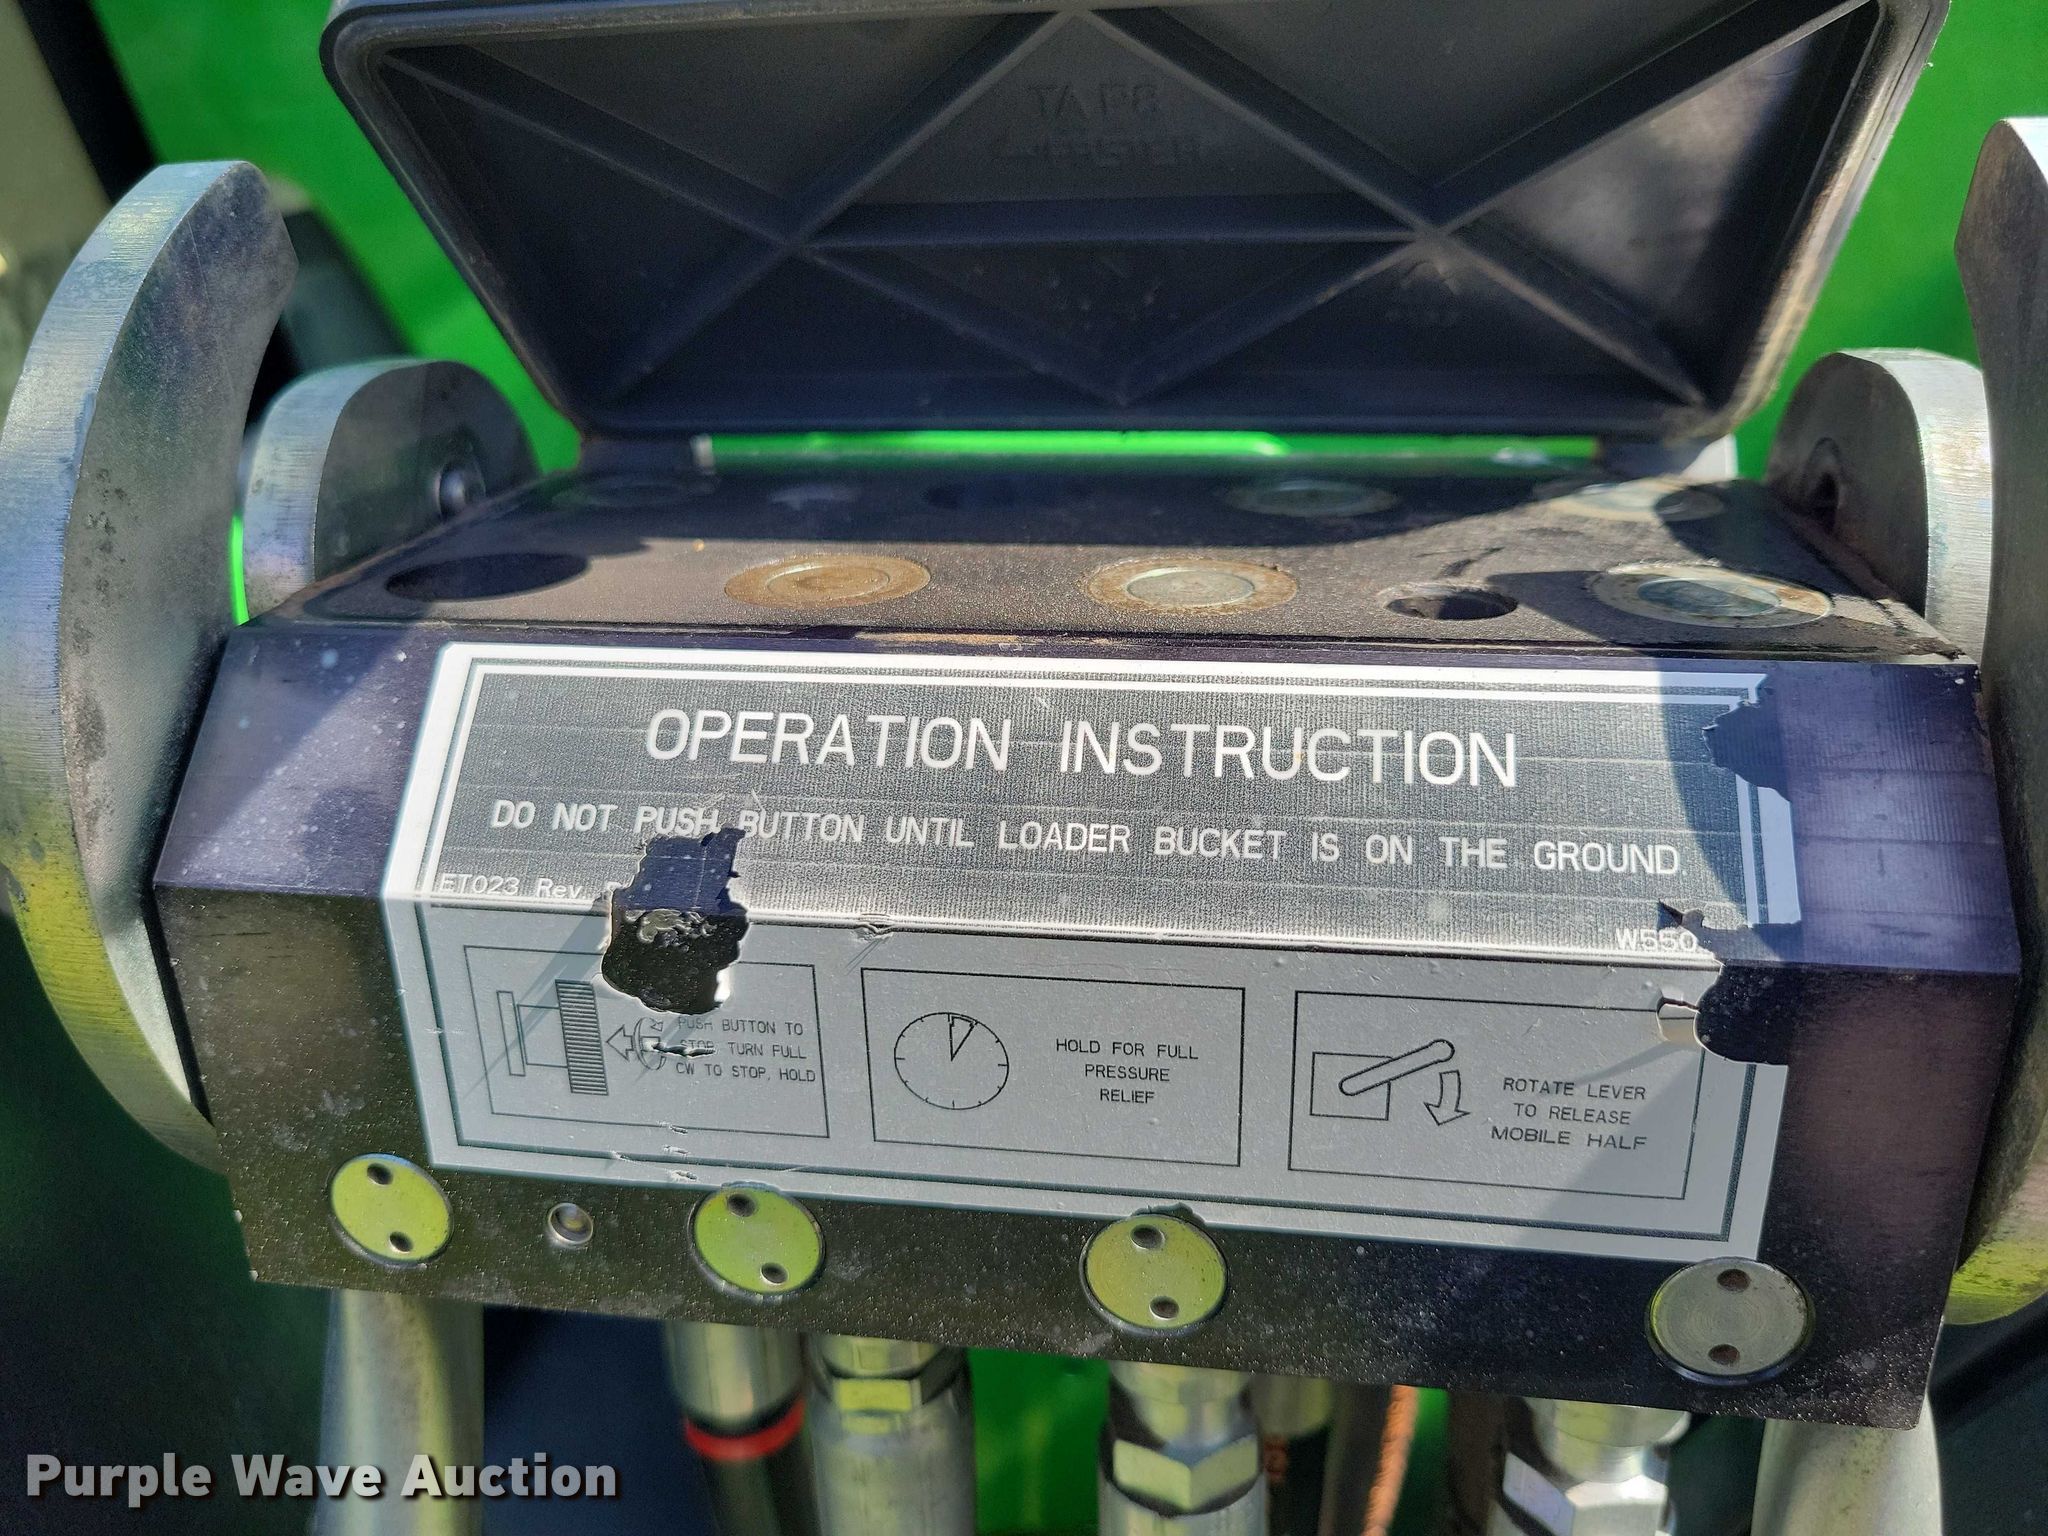 OPERATION INSTRUCTION
DO NOT PUSH BUTTON UNTIL LOADER BUCKET IS ON THE GROUND.
ET023 Rev.
W550
PUSH BUTTON TO
STOP, TURN FULL
CW TO STOP, HOLD
HOLD FOR FULL
PRESSURE
RELIEF
ROTATE LEVER
TO RELEASE
MOBILE HALF
Purple Wave Auction